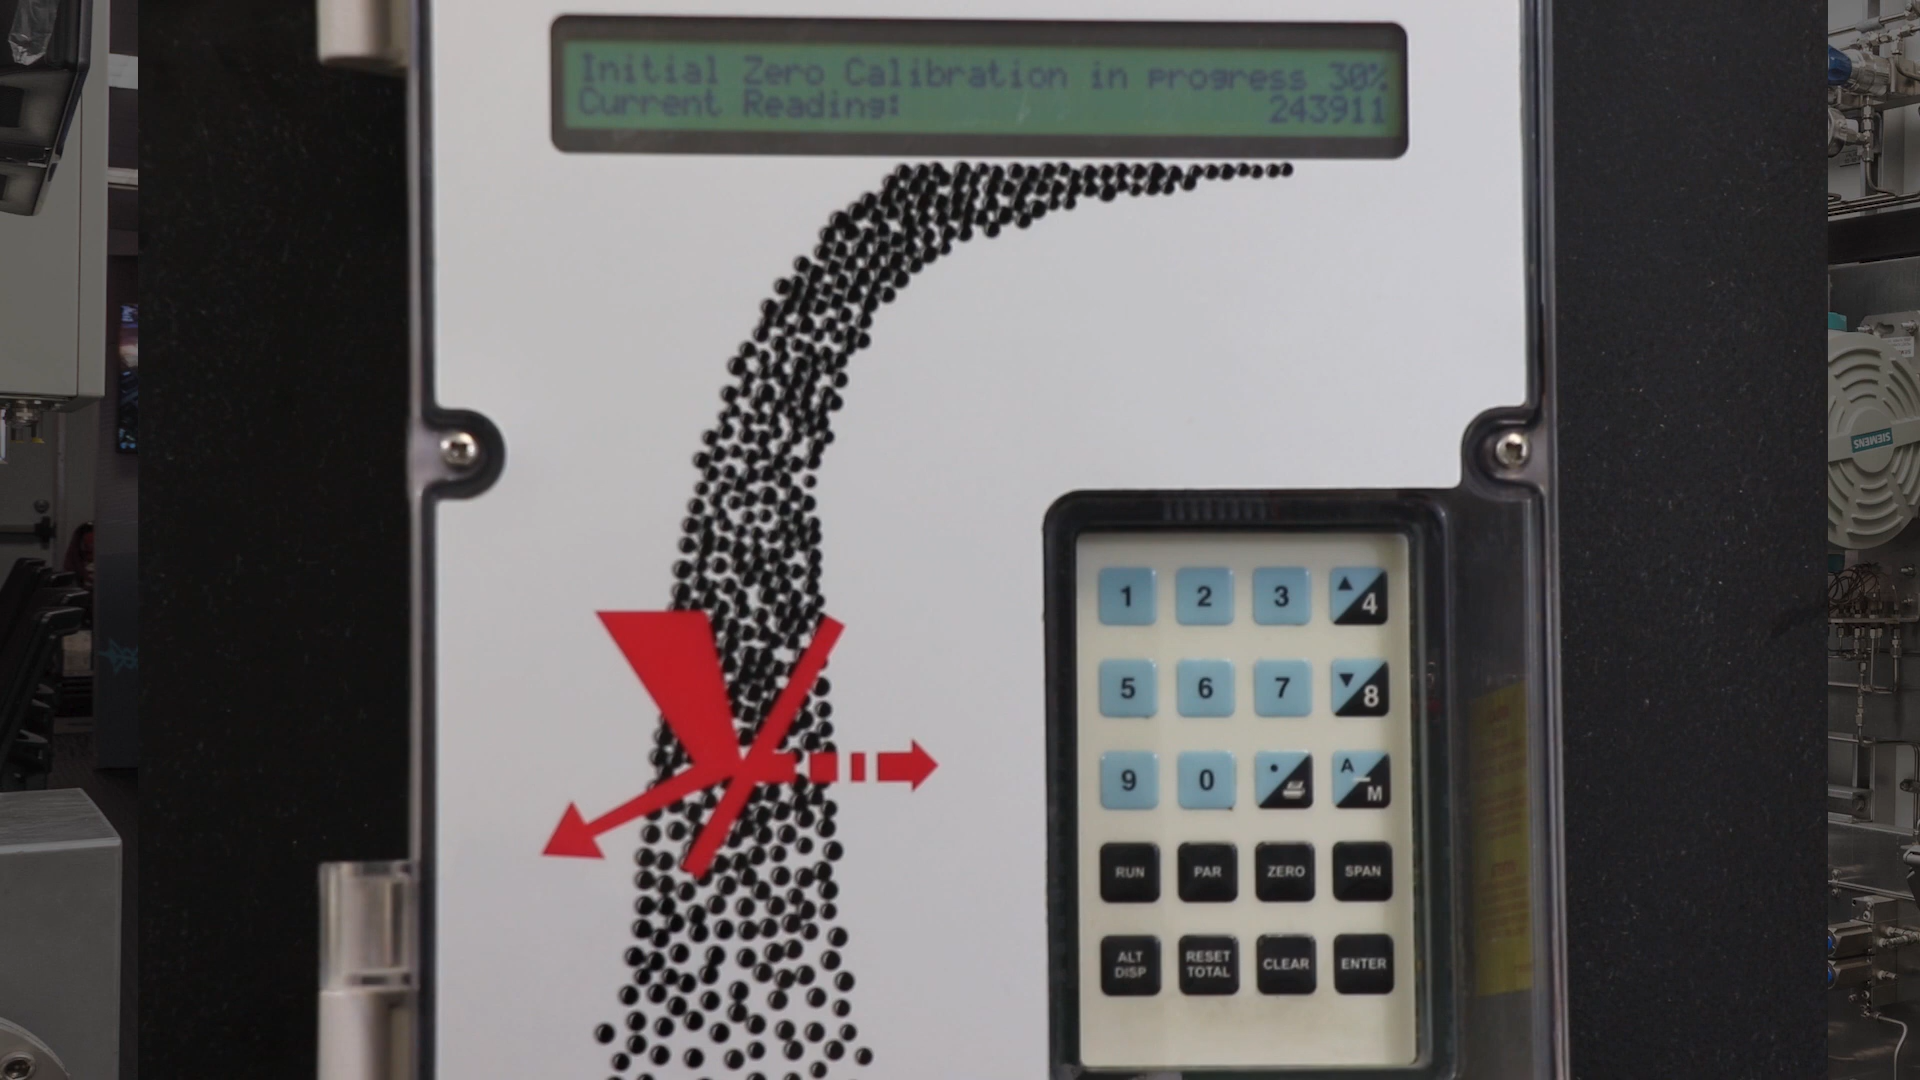 Initial Zero Calibration in progress 30%
Current Reading: 243911
1 2 3 4
5 6 7 8
9 0 . A M
RUN PAR ZERO SPAN
ALT DISP RESET TOTAL CLEAR ENTER
SIEMENS